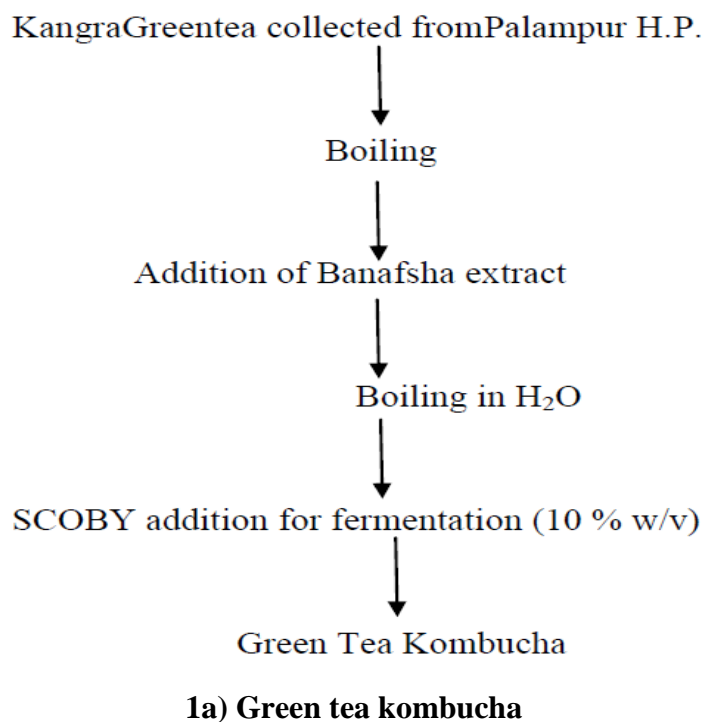 KangraGreentea collected fromPalampur H.P.
Boiling
Addition of Banafsha extract
Boiling in H₂O
SCOBY addition for fermentation (10 % w/v)
Green Tea Kombucha
1a) Green tea kombucha